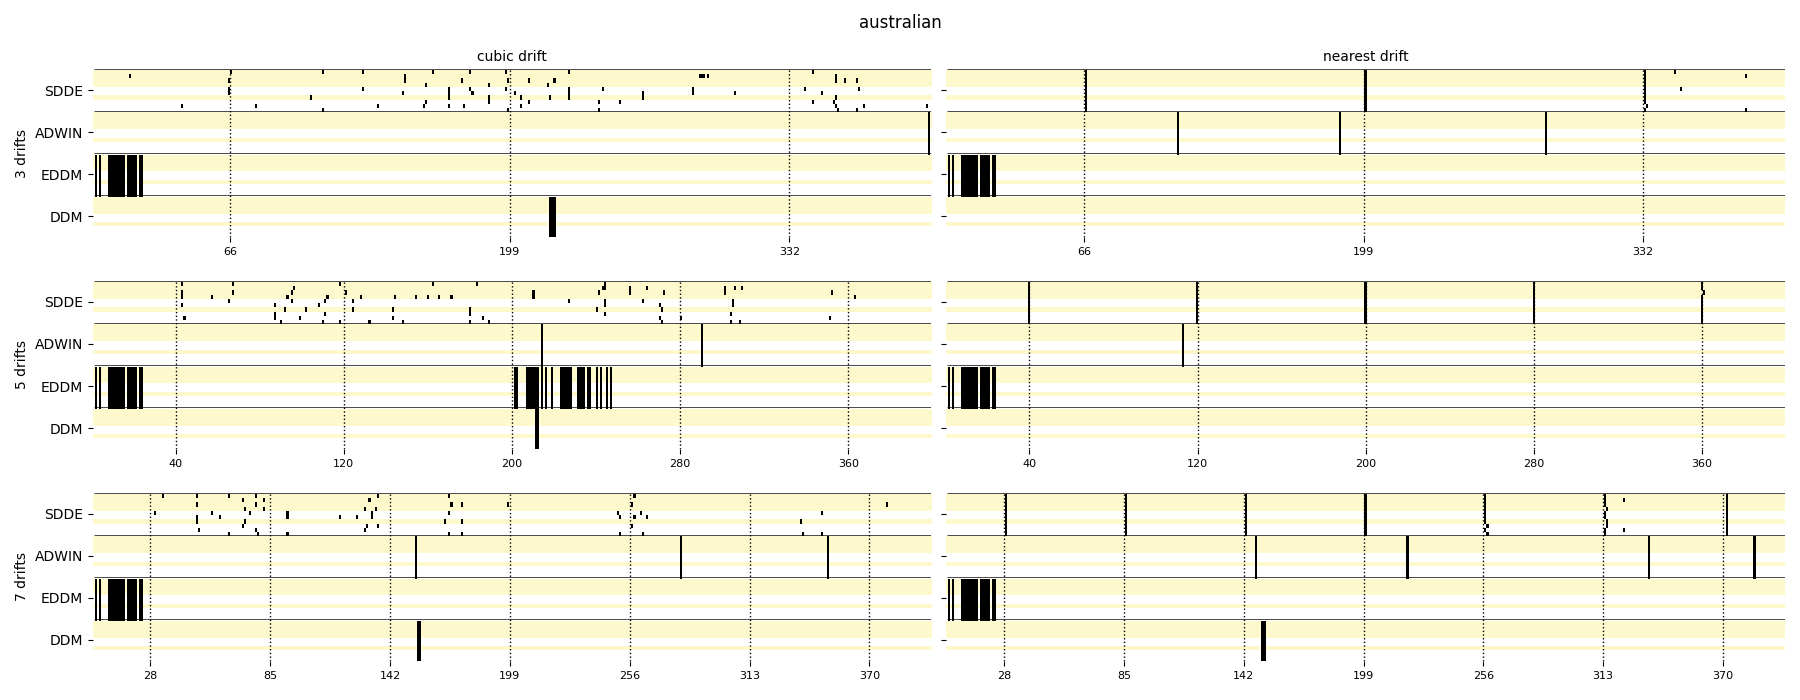 australian
cubic drift
nearest drift
3 drifts
SDDE
ADWIN
EDDM
DDM
66 199 332
66 199 332
5 drifts
SDDE
ADWIN
EDDM
DDM
40 120 200 280 360
40 120 200 280 360
7 drifts
SDDE
ADWIN
EDDM
DDM
28 85 142 199 256 313 370
28 85 142 199 256 313 370